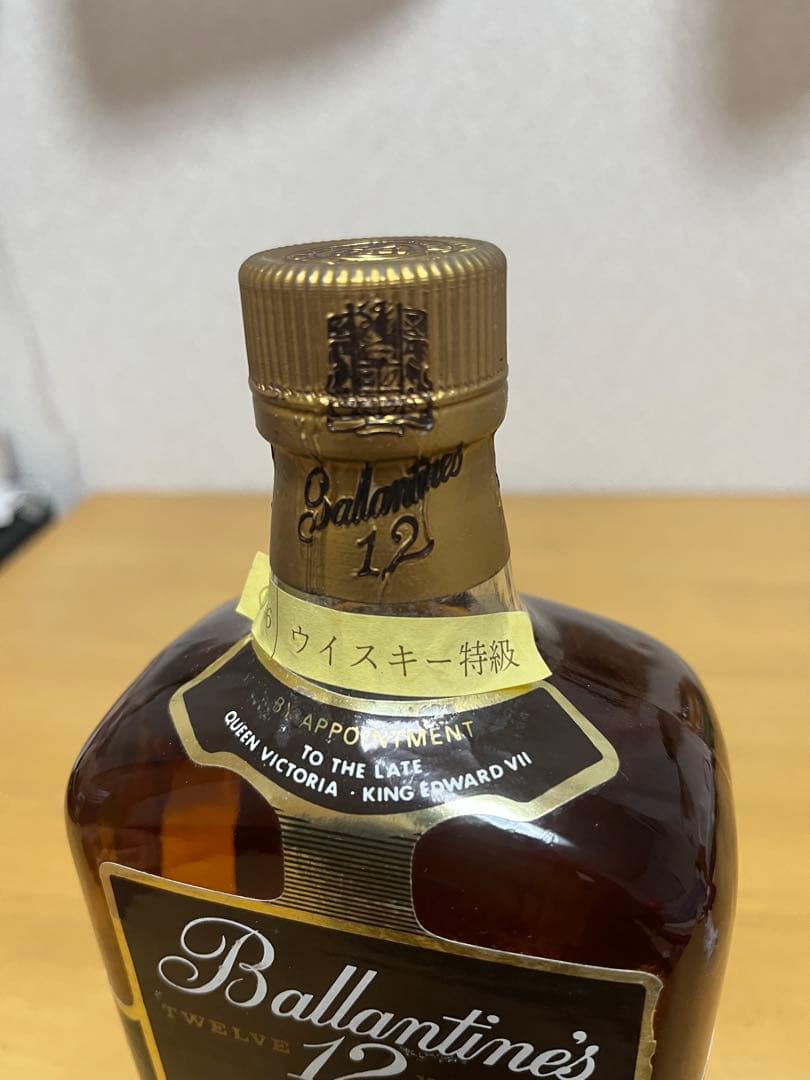 Ballantine's
12
6 ウイスキー特級
BY APPOINTMENT
TO THE LATE
QUEEN VICTORIA · KING EDWARD VII
Ballantine's
TWELVE 12